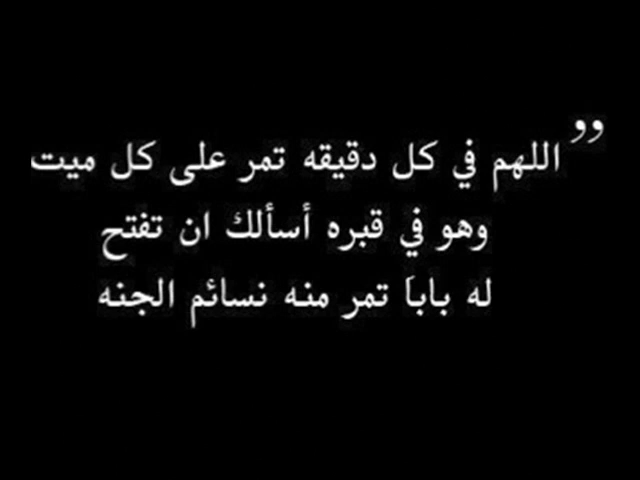 ”اللهم في كل دقيقه تمر على كل ميت
وهو في قبره أسألك ان تفتح
له باباَ تمر منه نسائم الجنه